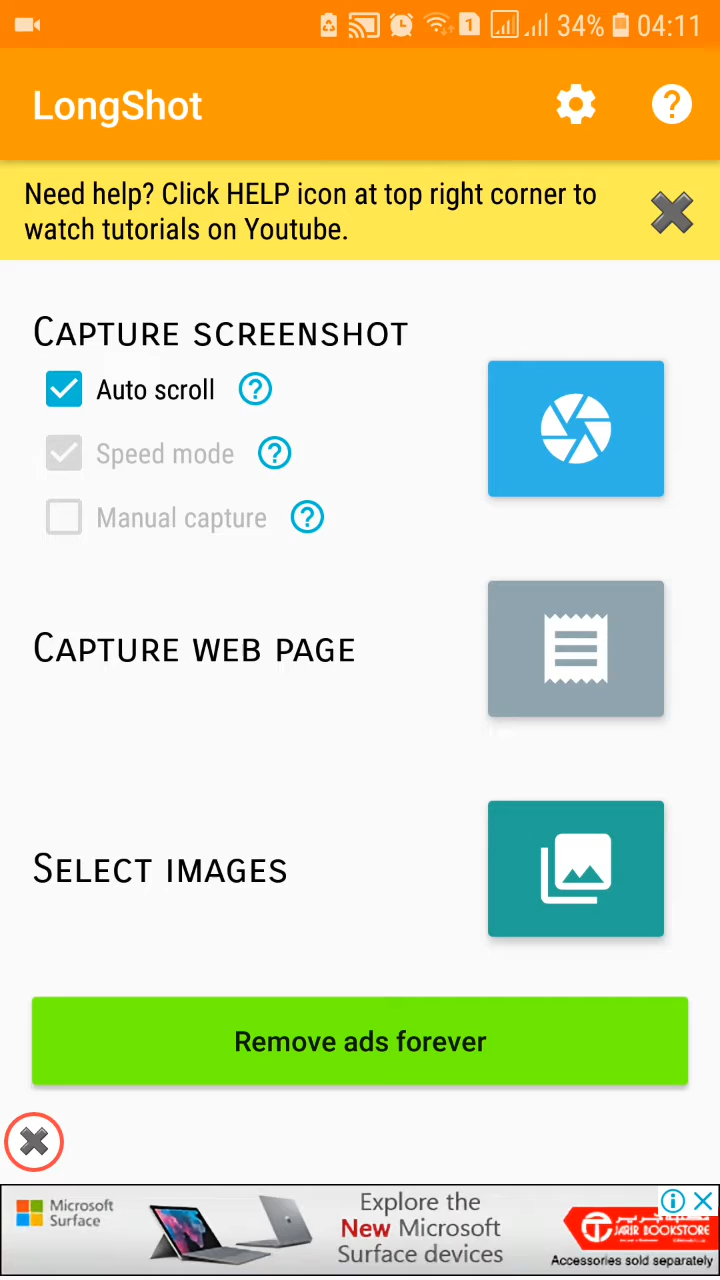 1 34% 04:11
LongShot
Need help? Click HELP icon at top right corner to
watch tutorials on Youtube.
CAPTURE SCREENSHOT
Auto scroll
Speed mode
Manual capture
CAPTURE WEB PAGE
SELECT IMAGES
Remove ads forever
Microsoft
Surface
Explore the
New Microsoft
Surface devices
JARIR BOOKSTORE
Accessories sold separately